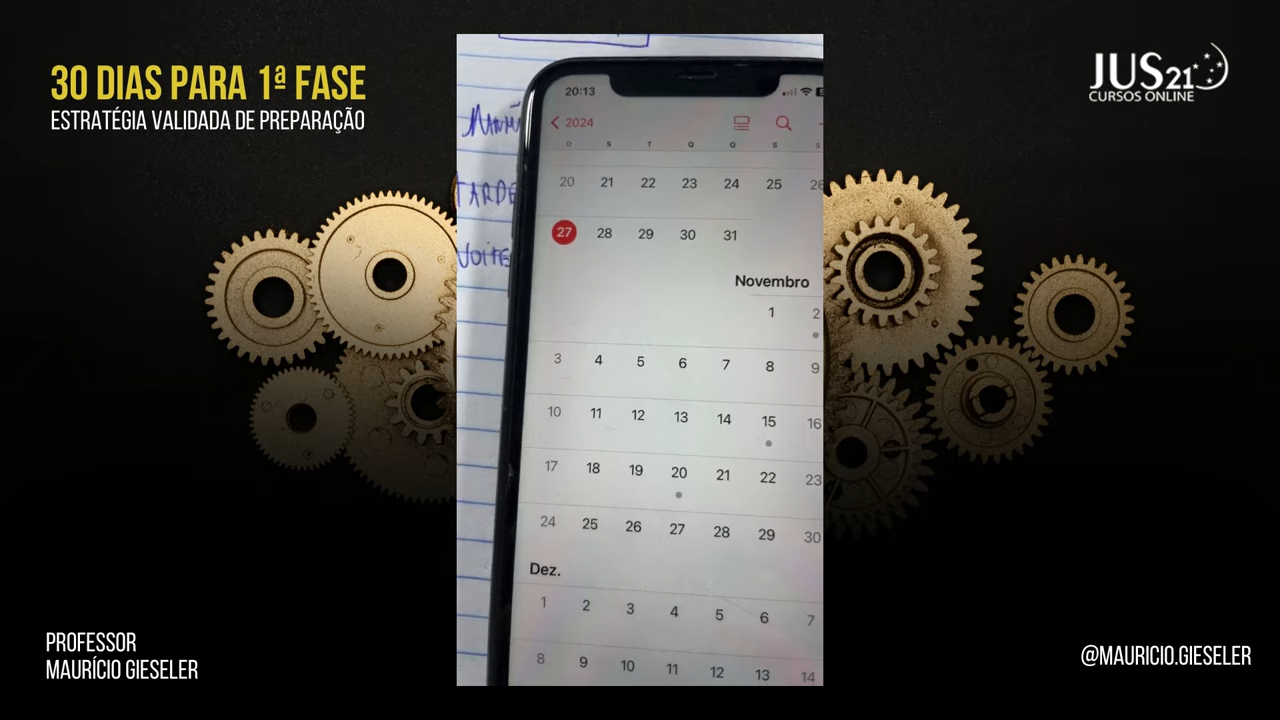 30 DIAS PARA 1ª FASE
ESTRATÉGIA VALIDADA DE PREPARAÇÃO
JUS21
CURSOS ONLINE
20:13
2024
D S T Q Q S S
20 21 22 23 24 25 26
27 28 29 30 31
Novembro
1 2
3 4 5 6 7 8 9
10 11 12 13 14 15 16
17 18 19 20 21 22 23
24 25 26 27 28 29 30
Dez.
1 2 3 4 5 6 7
8 9 10 11 12 13 14
TARDE
NOITE
PROFESSOR
MAURÍCIO GIESELER
@MAURICIO.GIESELER